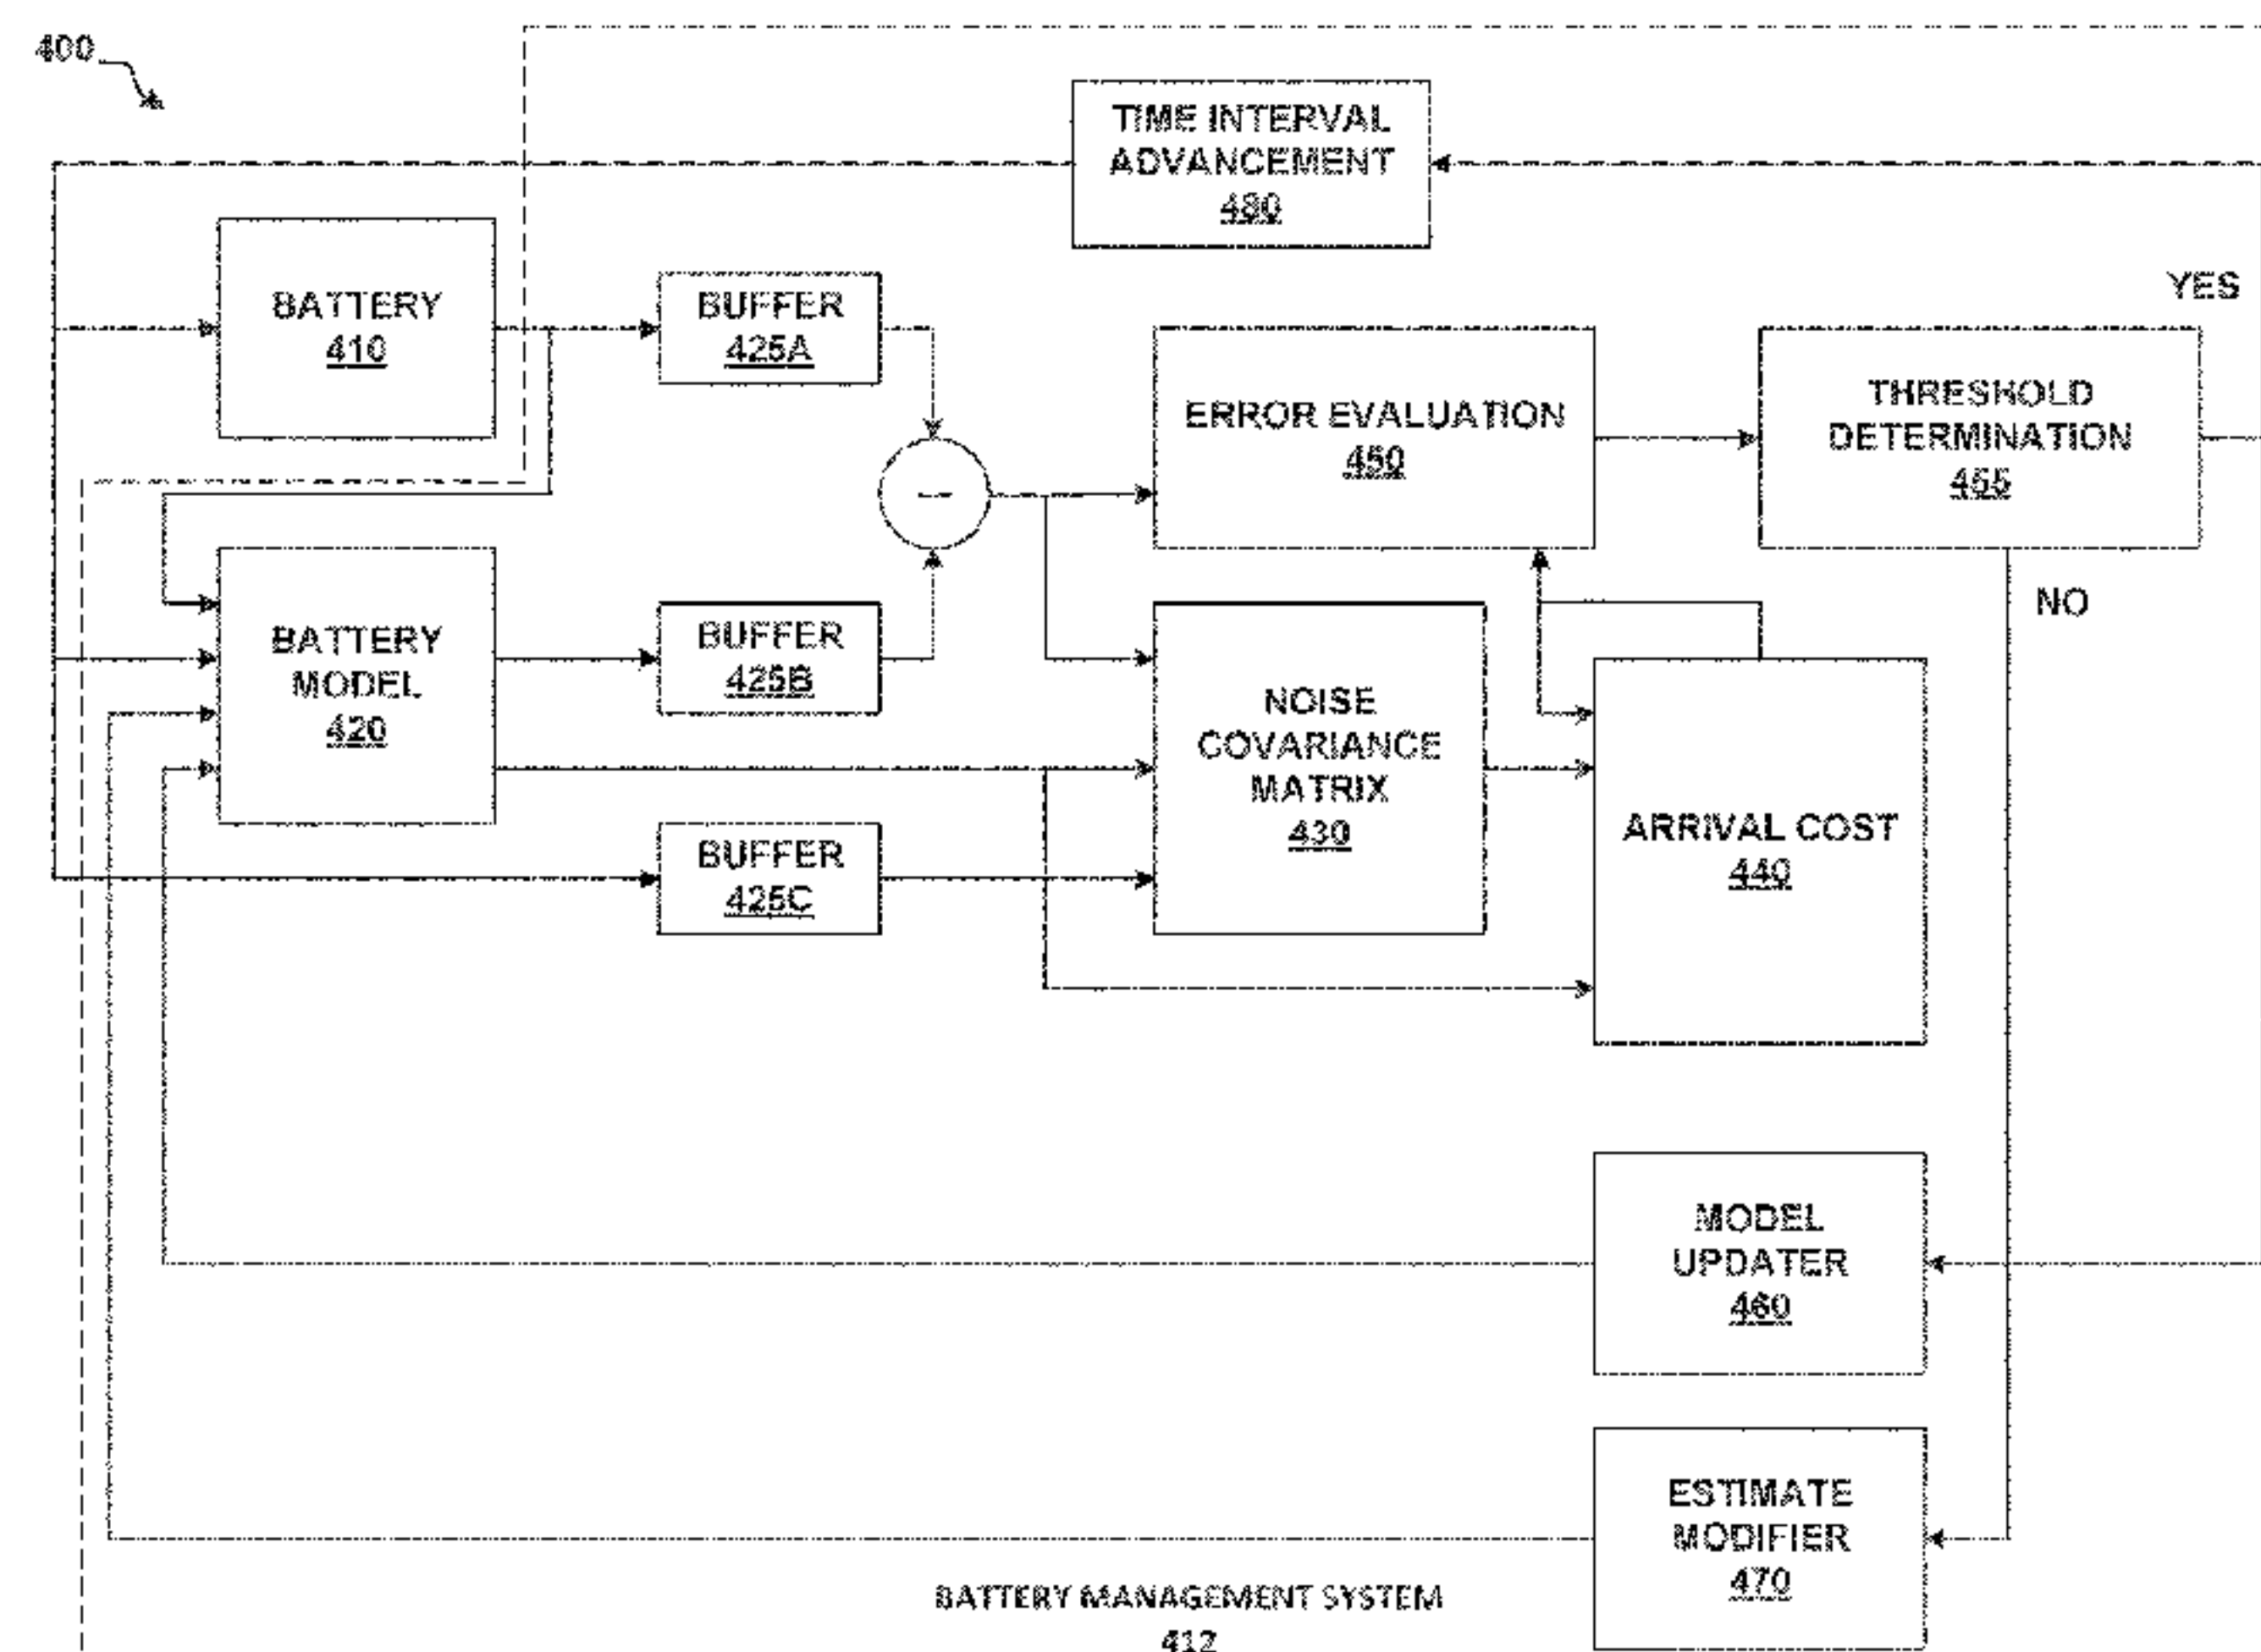 400
TIME INTERVAL
ADVANCEMENT
480
BATTERY
410
BUFFER
425A
YES
ERROR EVALUATION
450
THRESHOLD
DETERMINATION
455
—
NO
BATTERY
MODEL
420
BUFFER
425B
NOISE
COVARIANCE
MATRIX
430
ARRIVAL COST
440
BUFFER
425C
MODEL
UPDATER
460
ESTIMATE
MODIFIER
470
BATTERY MANAGEMENT SYSTEM
412